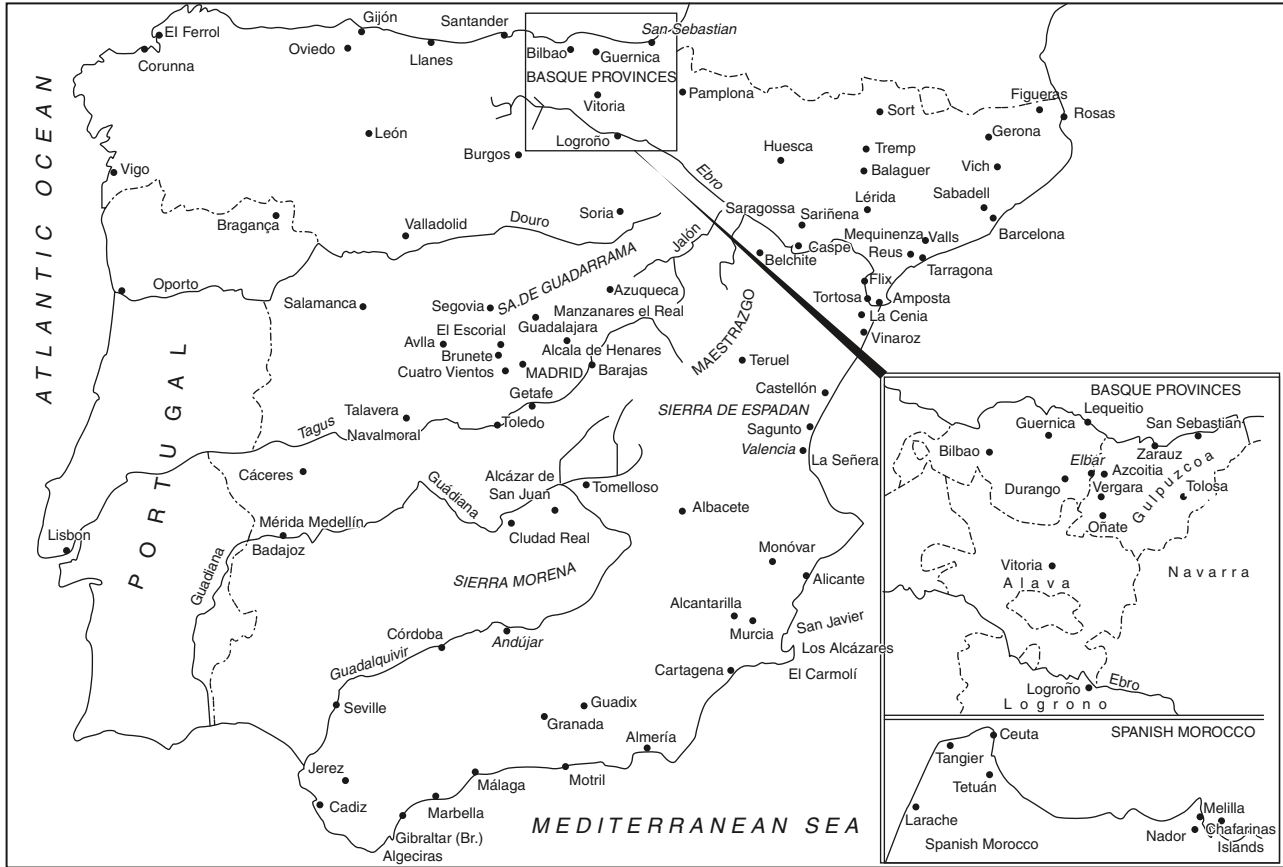 ATLANTIC OCEAN
El Ferrol
Corunna
Gijón
Oviedo
Llanes
Santander
San Sebastian
Bilbao
Guernica
BASQUE PROVINCES
Vitoria
Pamplona
Logroño
León
Burgos
Vigo
Sort
Figueras
Rosas
Gerona
Huesca
Tremp
Balaguer
Vich
Ebro
Lérida
Sabadell
Barcelona
Bragança
Valladolid
Douro
Soria
Saragossa
Sariñena
Mequinenza
Valls
Jalón
Caspe
Reus
Tarragona
Belchite
SA.DE GUADARRAMA
Oporto
Salamanca
Segovia
Azuqueca
Manzanares el Real
Flix
Tortosa
Amposta
La Cenia
Vinaroz
MAESTRAZGO
El Escorial
Guadalajara
Avlla
Brunete
Alcala de Henares
Cuatro Vientos
MADRID
Barajas
Teruel
PORTUGAL
Getafe
Castellón
Talavera
Navalmoral
Toledo
Tagus
SIERRA DE ESPADAN
Sagunto
Valencia
La Señera
Cáceres
Alcázar de
San Juan
Tomelloso
Guádiana
Albacete
Mérida Medellín
Badajoz
Cludad Real
Lisbon
Guadiana
SIERRA MORENA
Monóvar
Alicante
Alcantarilla
Murcia
San Javier
Los Alcázares
El Carmolí
Cartagena
Córdoba
Andújar
Guadalquivir
Seville
Guadix
Granada
Almería
Jerez
Cadiz
Málaga
Motril
Marbella
Gibraltar (Br.)
Algeciras
MEDITERRANEAN SEA
BASQUE PROVINCES
Lequeitio
Guernica
San Sebastian
Bilbao
Zarauz
Elbar
Azcoitia
Durango
Vergara
Gulpuzcoa
Tolosa
Oñate
Vitoria
Alava
Navarra
Logroño
Ebro
Logrono
SPANISH MOROCCO
Ceuta
Tangier
Tetuán
Larache
Melilla
Nador
Chafarinas
Islands
Spanish Morocco